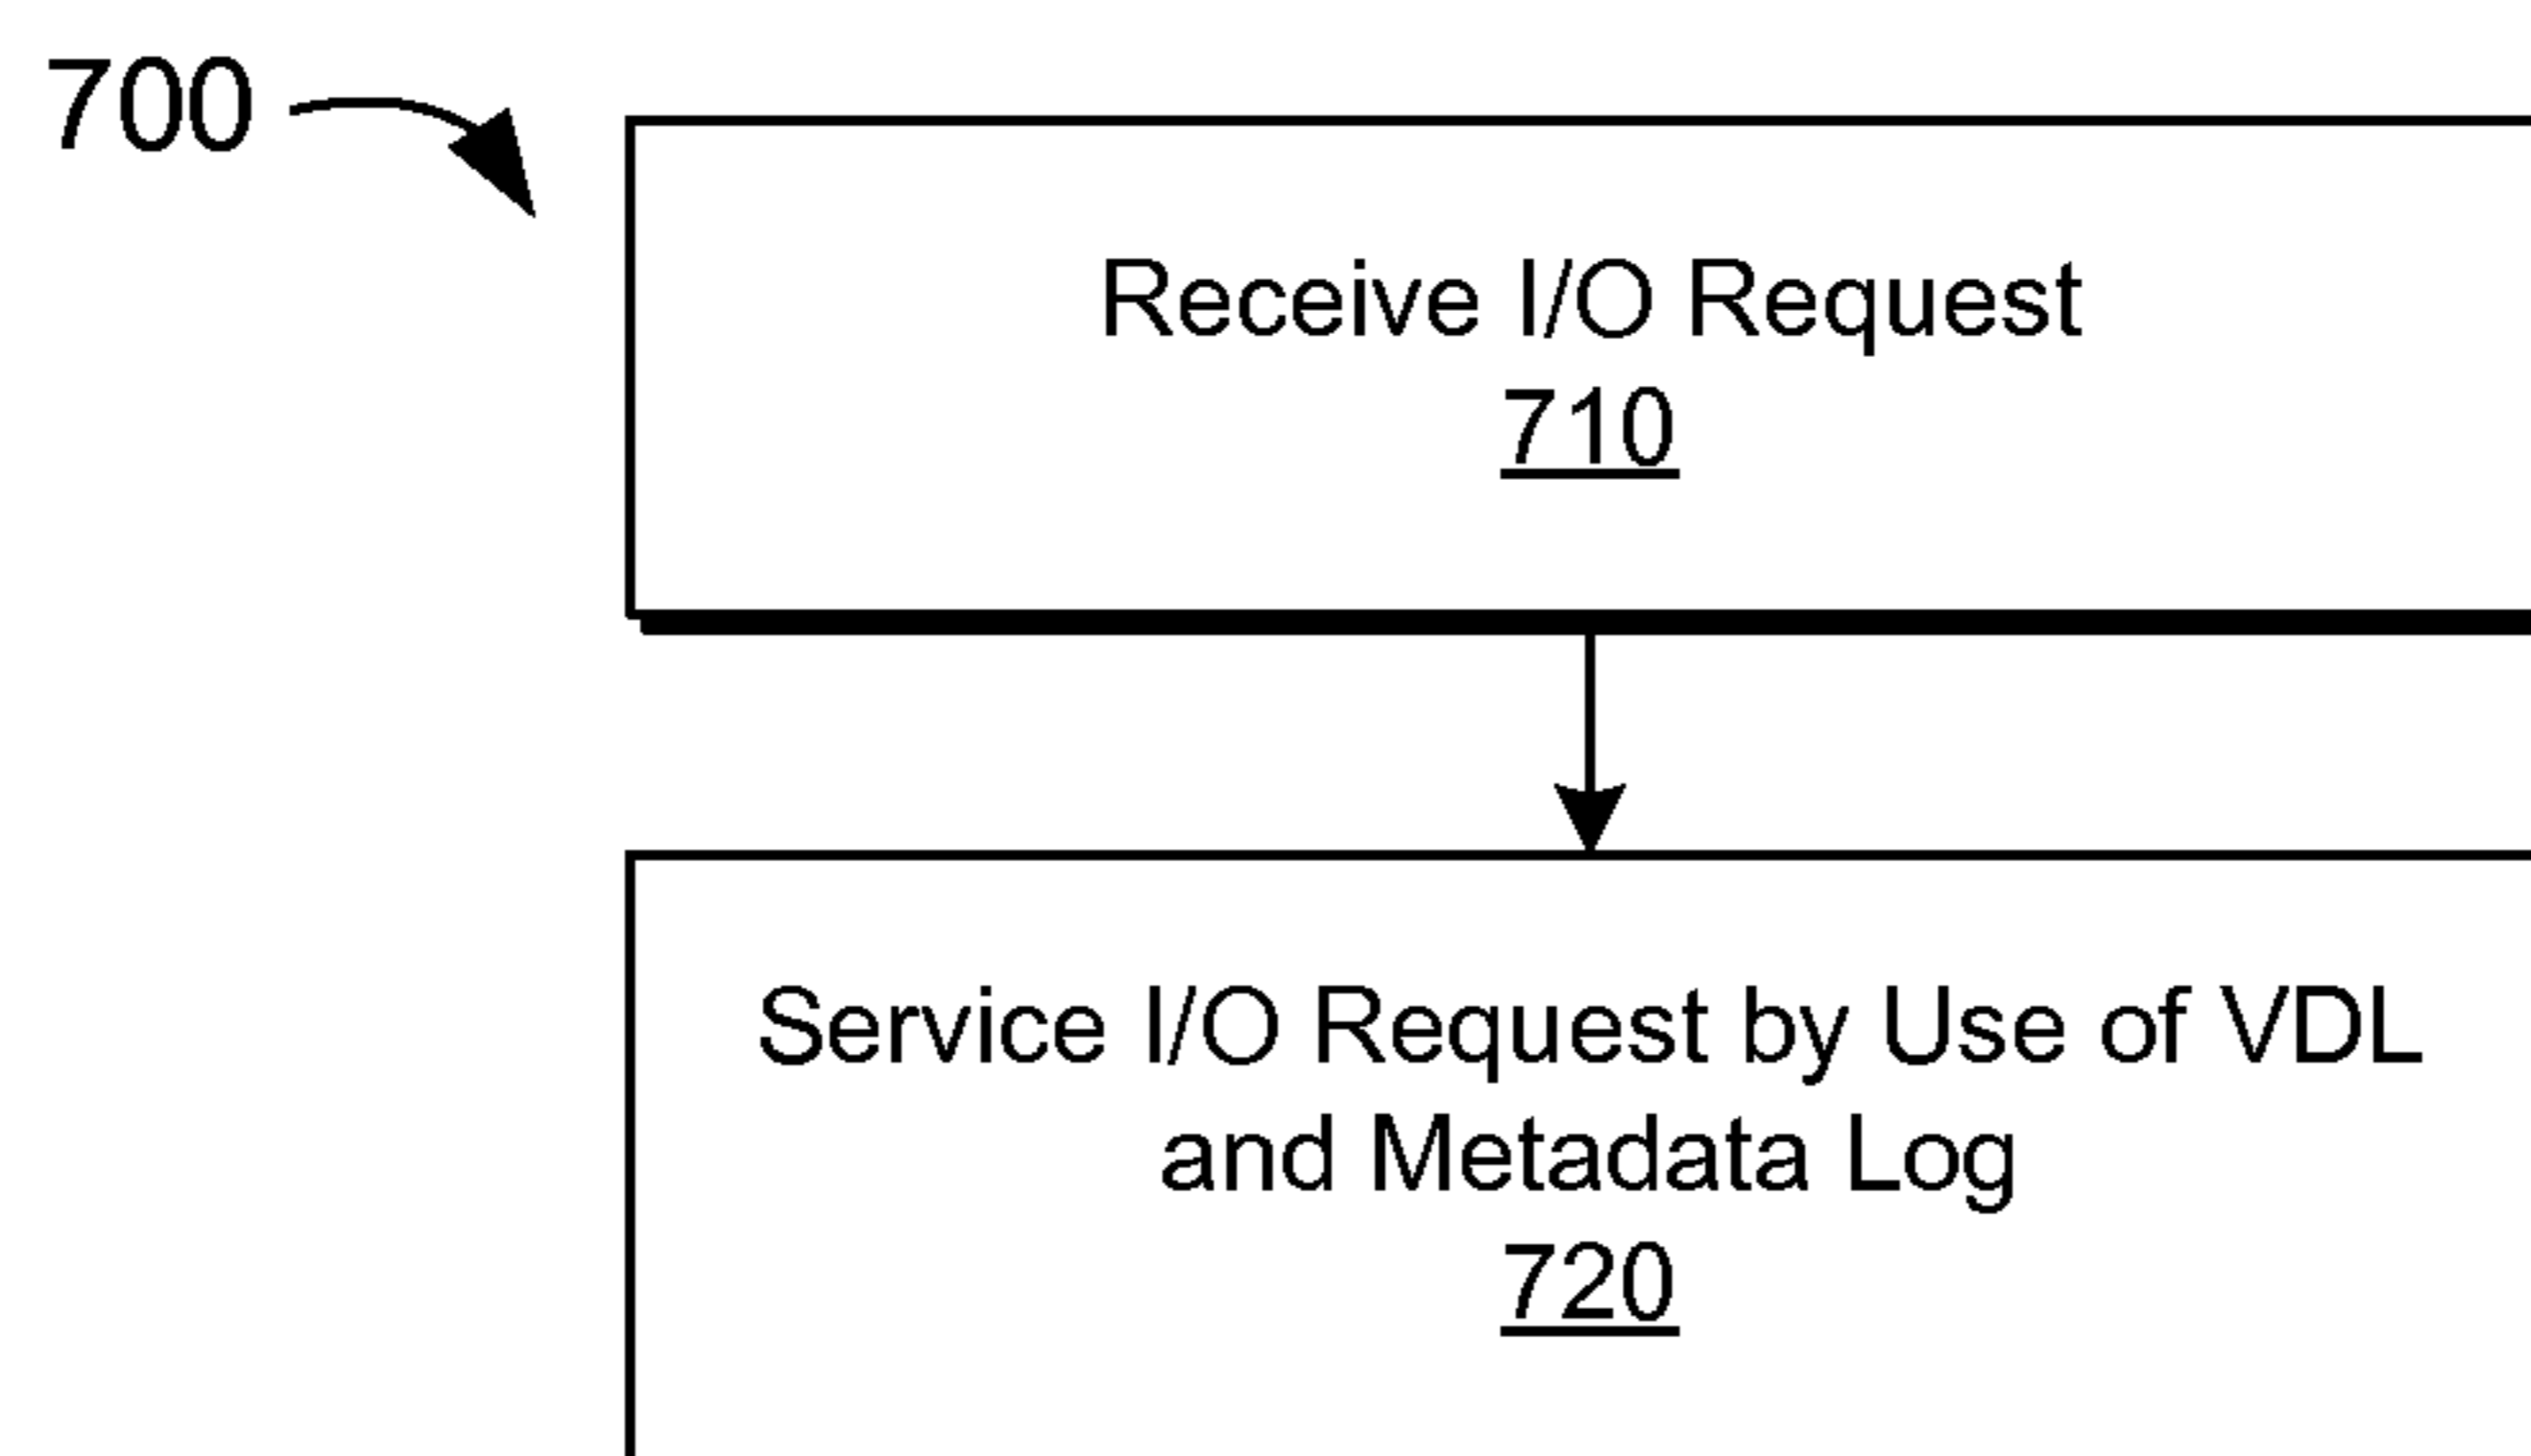 700
Receive I/O Request
710
Service I/O Request by Use of VDL
and Metadata Log
720